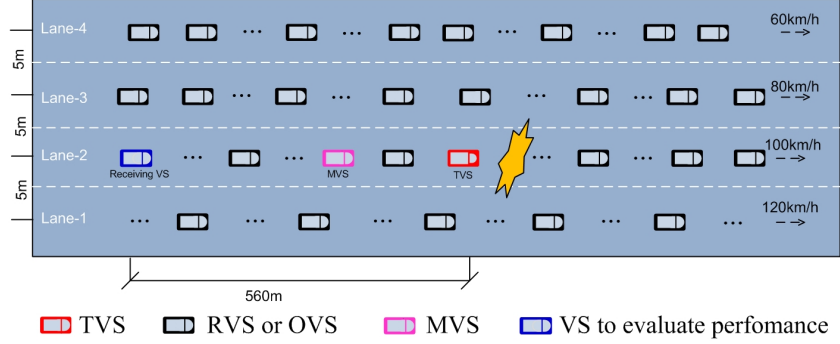 Lane-4
60km/h
5m
Lane-3
80km/h
5m
Lane-2
100km/h
Receiving VS
MVS
TVS
5m
Lane-1
120km/h
560m
TVS
RVS or OVS
MVS
VS to evaluate perfomance